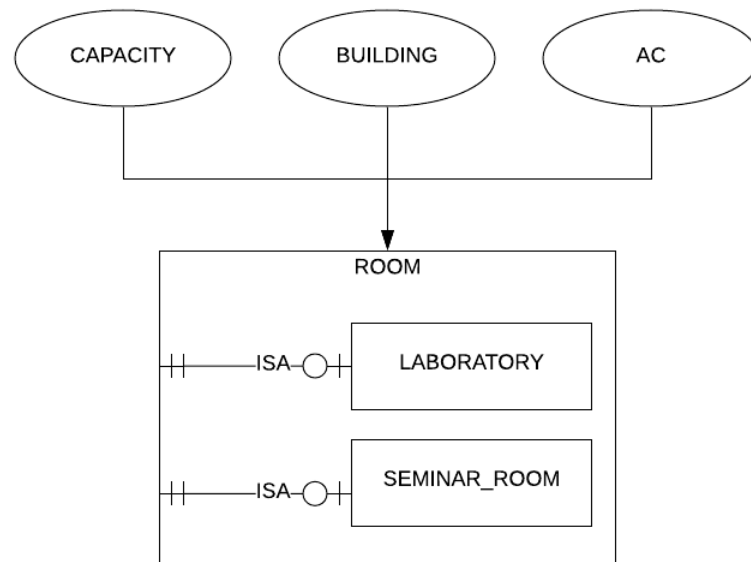 CAPACITY
BUILDING
AC
ROOM
ISA
LABORATORY
ISA
SEMINAR_ROOM